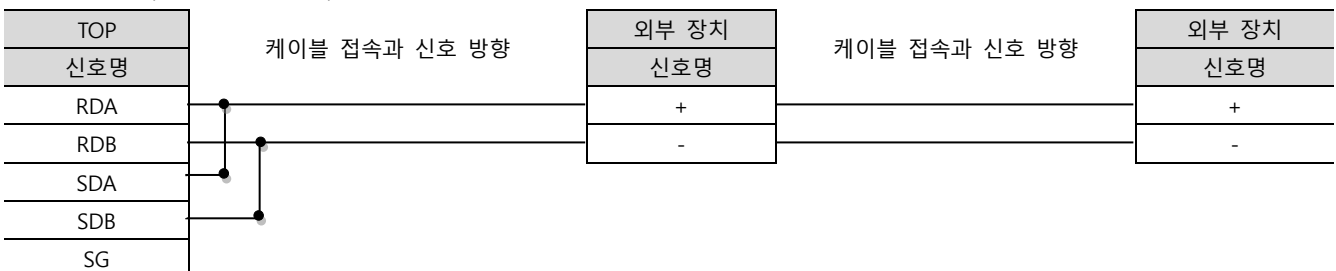 TOP 케이블 접속과 신호 방향 외부 장치 케이블 접속과 신호 방향 외부 장치
신호명 신호명 신호명
RDA + +
RDB - -
SDA
SDB
SG